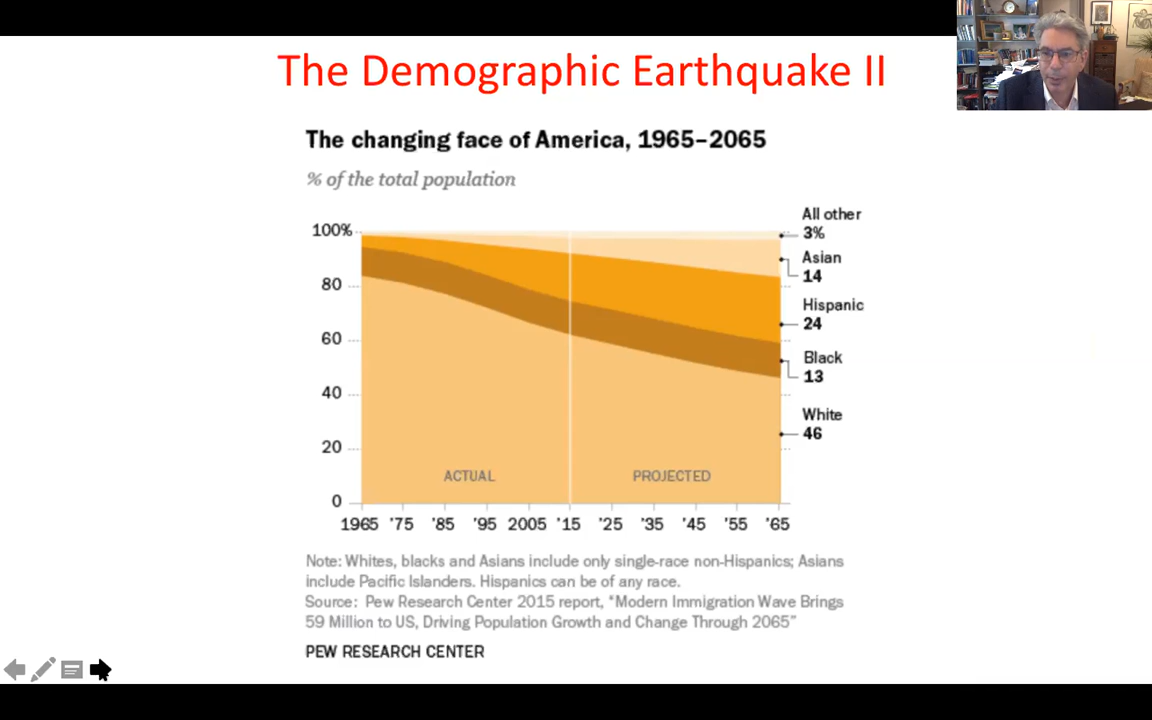 The Demographic Earthquake II
The changing face of America, 1965–2065
% of the total population
100%
80
60
40
20
0
ACTUAL
PROJECTED
1965 '75 '85 '95 2005 '15 '25 '35 '45 '55 '65
All other
3%
Asian
14
Hispanic
24
Black
13
White
46
Note: Whites, blacks and Asians include only single-race non-Hispanics; Asians
include Pacific Islanders. Hispanics can be of any race.
Source: Pew Research Center 2015 report, “Modern Immigration Wave Brings
59 Million to US, Driving Population Growth and Change Through 2065”
PEW RESEARCH CENTER